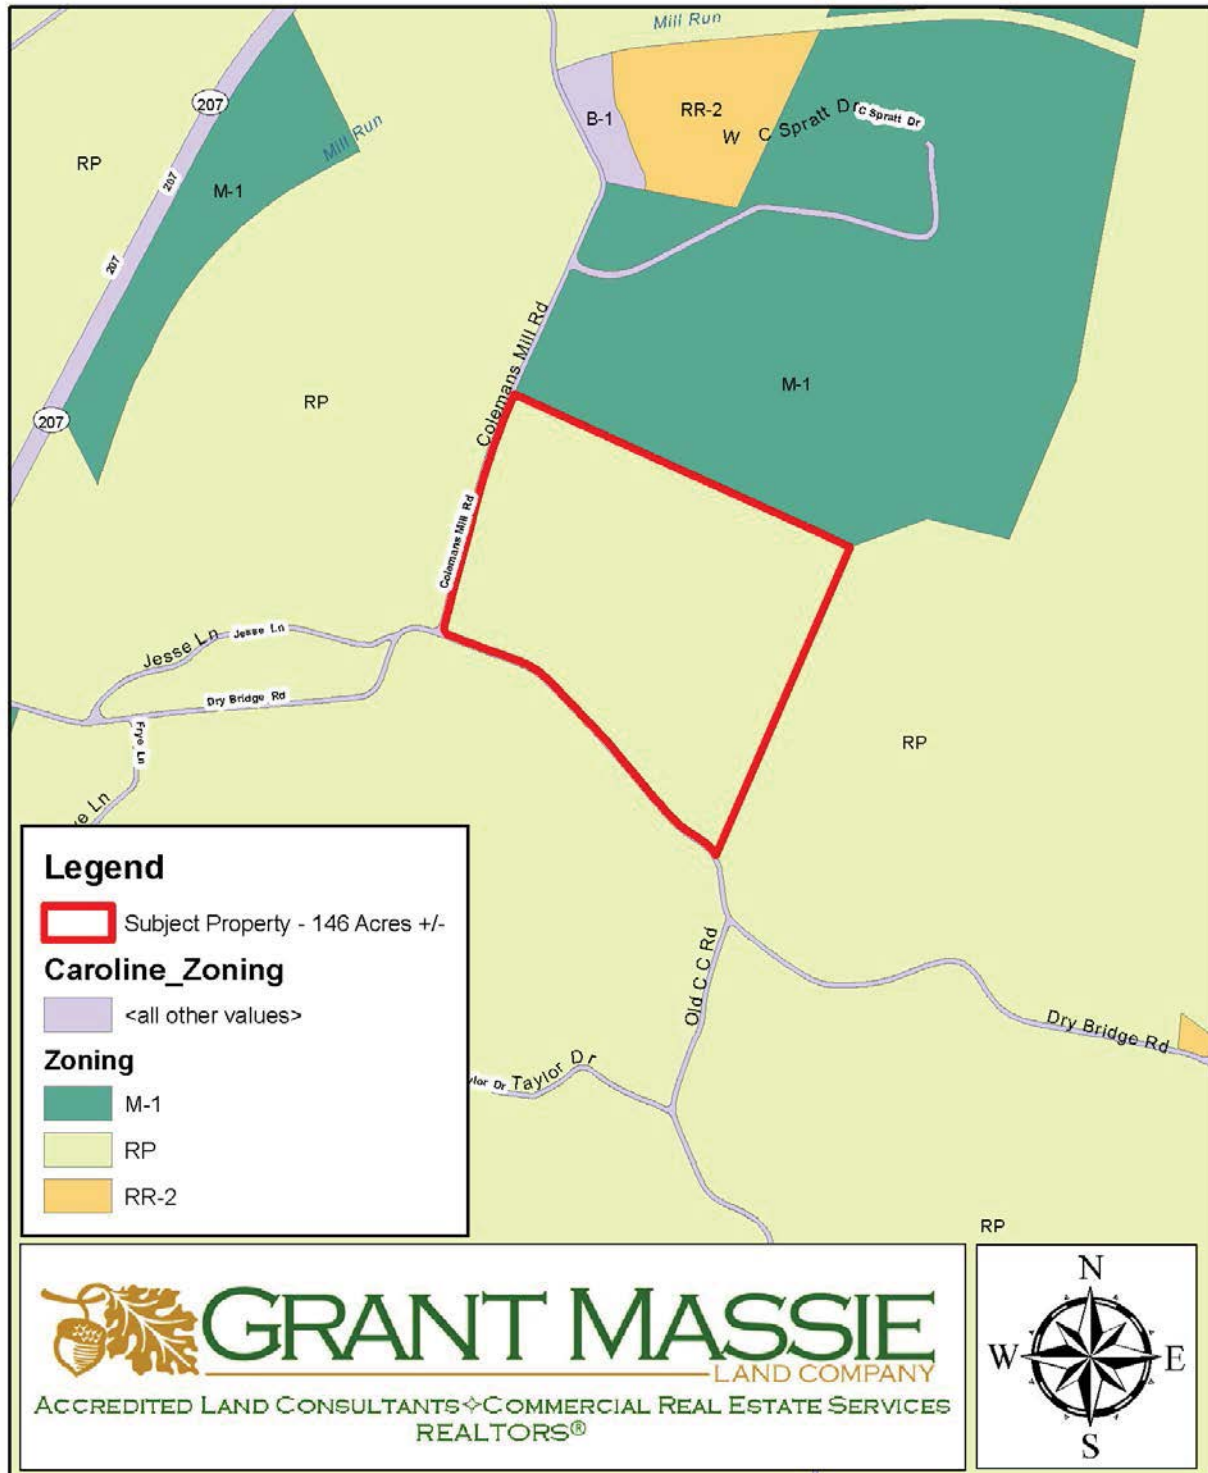 Mill Run
207
B-1
RR-2
W C Spratt Dr
C Spratt Dr
Mill Run
RP
207
M-1
207
Colemans Mill Rd
M-1
RP
207
Colemans Mill Rd
Jesse Ln
Jesse Ln
Dry Bridge Rd
Frye Ln
RP
Legend
Subject Property - 146 Acres +/-
Caroline_Zoning
<all other values>
Zoning
M-1
RP
RR-2
Old C C Rd
Dry Bridge Rd
Taylor Dr
RP
GRANT MASSIE
LAND COMPANY
ACCREDITED LAND CONSULTANTS✧COMMERCIAL REAL ESTATE SERVICES
REALTORS®
N
W E
S